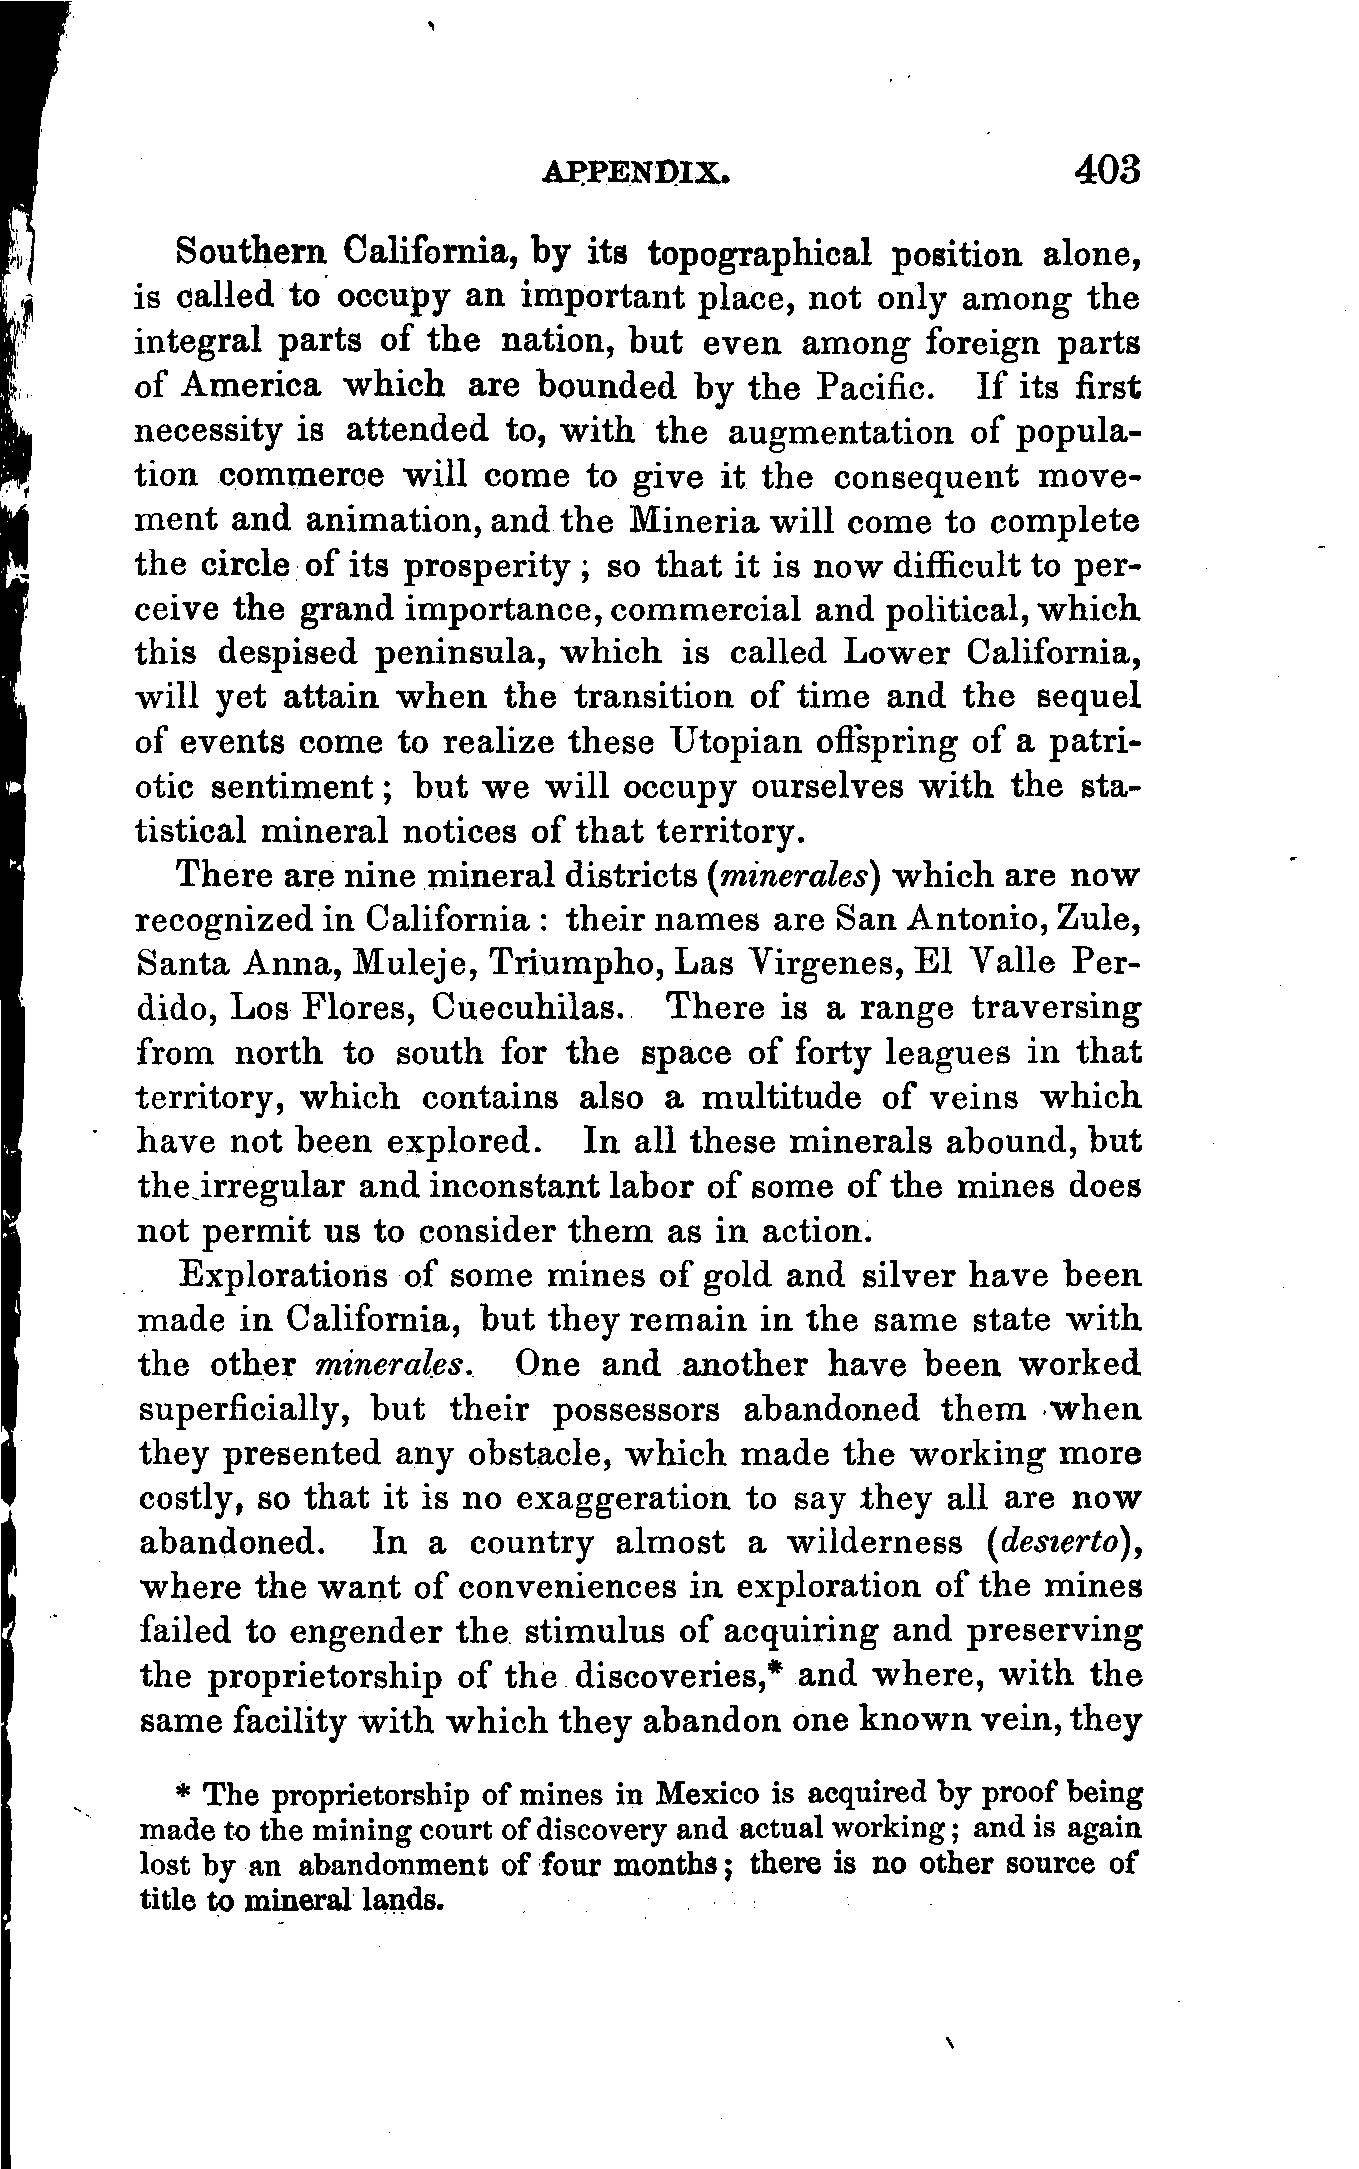 APPENDIX. 403
Southern California, by its topographical position alone,
is called to occupy an important place, not only among the
integral parts of the nation, but even among foreign parts
of America which are bounded by the Pacific. If its first
necessity is attended to, with the augmentation of popula-
tion commerce will come to give it the consequent move-
ment and animation, and the Mineria will come to complete
the circle of its prosperity ; so that it is now difficult to per-
ceive the grand importance, commercial and political, which
this despised peninsula, which is called Lower California,
will yet attain when the transition of time and the sequel
of events come to realize these Utopian offspring of a patri-
otic sentiment ; but we will occupy ourselves with the sta-
tistical mineral notices of that territory.
There are nine mineral districts (minerales) which are now
recognized in California : their names are San Antonio, Zule,
Santa Anna, Muleje, Triumpho, Las Virgenes, El Valle Per-
dido, Los Flores, Cuecuhilas. There is a range traversing
from north to south for the space of forty leagues in that
territory, which contains also a multitude of veins which
have not been explored. In all these minerals abound, but
the irregular and inconstant labor of some of the mines does
not permit us to consider them as in action.
Explorations of some mines of gold and silver have been
made in California, but they remain in the same state with
the other minerales. One and another have been worked
superficially, but their possessors abandoned them when
they presented any obstacle, which made the working more
costly, so that it is no exaggeration to say they all are now
abandoned. In a country almost a wilderness (desierto),
where the want of conveniences in exploration of the mines
failed to engender the stimulus of acquiring and preserving
the proprietorship of the discoveries,* and where, with the
same facility with which they abandon one known vein, they
* The proprietorship of mines in Mexico is acquired by proof being
made to the mining court of discovery and actual working ; and is again
lost by an abandonment of four months ; there is no other source of
title to mineral lands.